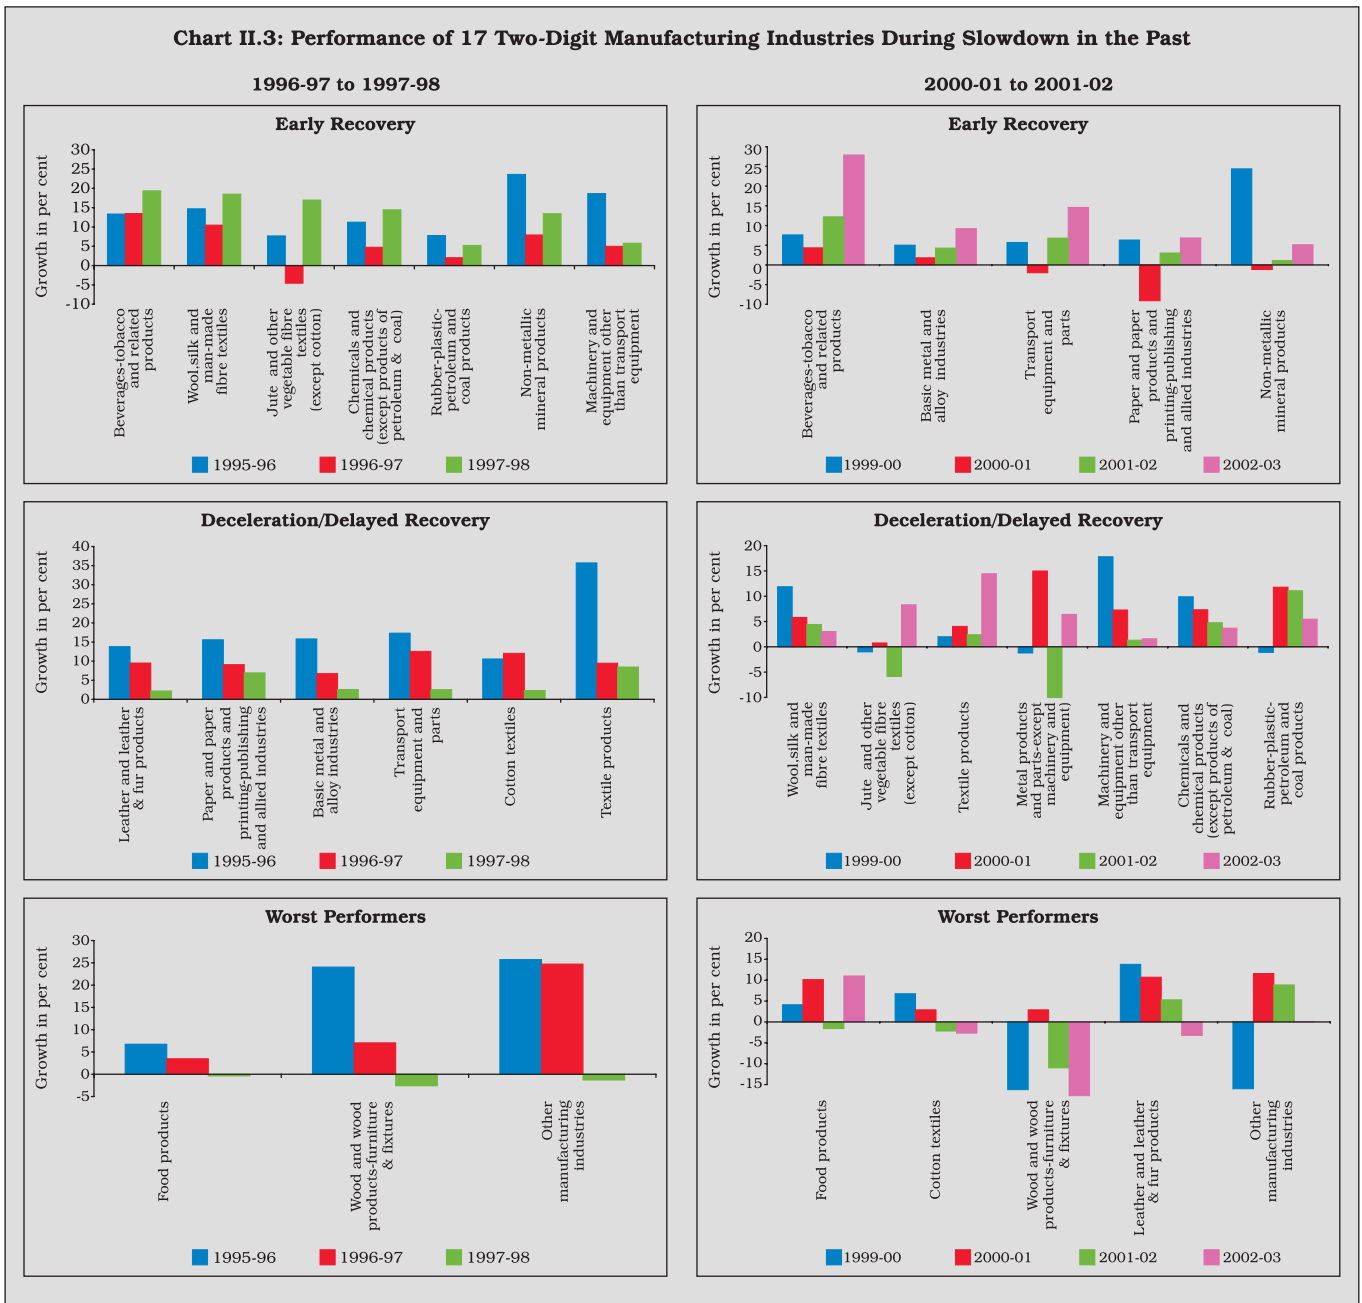 Chart II.3: Performance of 17 Two-Digit Manufacturing Industries During Slowdown in the Past
1996-97 to 1997-98
Early Recovery
Growth in per cent
30
25
20
15
10
5
0
-5
-10
Beverages-tobacco
and related
products
Wool,silk and
man-made
fibre textiles
Jute and other
vegetable fibre
textiles
(except cotton)
Chemicals and
chemical products
(except products of
petroleum & coal)
Rubber-plastic-
petroleum and
coal products
Non-metallic
mineral products
Machinery and
equipment other
than transport
equipment
1995-96 1996-97 1997-98
Deceleration/Delayed Recovery
Growth in per cent
40
35
30
25
20
15
10
5
0
Leather and leather
& fur products
Paper and paper
products and
printing-publishing
and allied industries
Basic metal and
alloy industries
Transport
equipment and
parts
Cotton textiles
Textile products
1995-96 1996-97 1997-98
Worst Performers
Growth in per cent
30
25
20
15
10
5
0
-5
Food products
Wood and wood
products-furniture
& fixtures
Other
manufacturing
industries
1995-96 1996-97 1997-98
2000-01 to 2001-02
Early Recovery
Growth in per cent
30
25
20
15
10
5
0
-5
-10
Beverages-tobacco
and related
products
Basic metal and
alloy industries
Transport
equipment and
parts
Paper and paper
products and
printing-publishing
and allied industries
Non-metallic
mineral products
1999-00 2000-01 2001-02 2002-03
Deceleration/Delayed Recovery
Growth in per cent
20
15
10
5
0
-5
-10
Wool,silk and
man-made
fibre textiles
Jute and other
vegetable fibre
textiles
(except cotton)
Textile products
Metal products
and parts-except
machinery and
equipment)
Machinery and
equipment other
than transport
equipment
Chemicals and
chemical products
(except products of
petroleum & coal)
Rubber-plastic-
petroleum and
coal products
1999-00 2000-01 2001-02 2002-03
Worst Performers
Growth in per cent
20
15
10
5
0
-5
-10
-15
Food products
Cotton textiles
Wood and wood
products-furniture
& fixtures
Leather and leather
& fur products
Other
manufacturing
industries
1999-00 2000-01 2001-02 2002-03